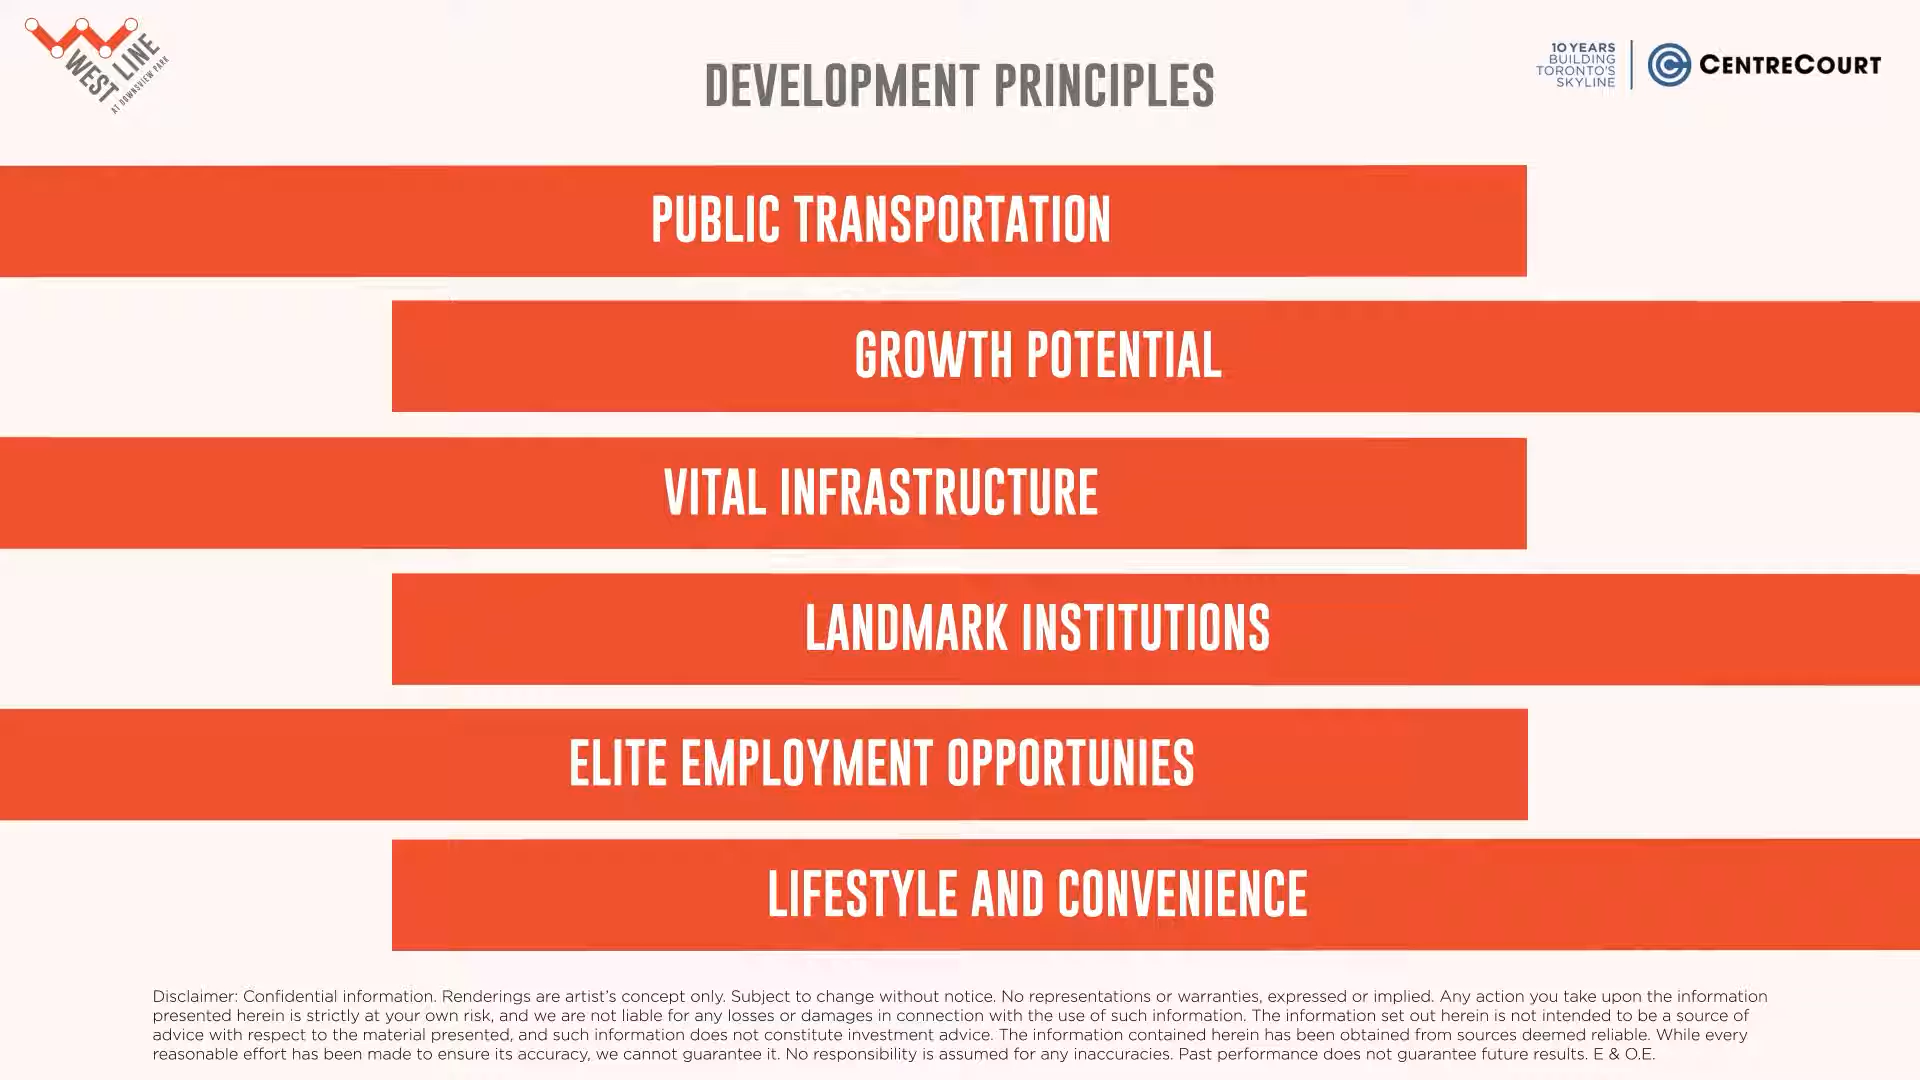 WEST LINE
AT DOWNSVIEW PARK
DEVELOPMENT PRINCIPLES
10 YEARS
BUILDING
TORONTO'S
SKYLINE
CENTRECOURT
PUBLIC TRANSPORTATION
GROWTH POTENTIAL
VITAL INFRASTRUCTURE
LANDMARK INSTITUTIONS
ELITE EMPLOYMENT OPPORTUNIES
LIFESTYLE AND CONVENIENCE
Disclaimer: Confidential information. Renderings are artist's concept only. Subject to change without notice. No representations or warranties, expressed or implied. Any action you take upon the information
presented herein is strictly at your own risk, and we are not liable for any losses or damages in connection with the use of such information. The information set out herein is not intended to be a source of
advice with respect to the material presented, and such information does not constitute investment advice. The information contained herein has been obtained from sources deemed reliable. While every
reasonable effort has been made to ensure its accuracy, we cannot guarantee it. No responsibility is assumed for any inaccuracies. Past performance does not guarantee future results. E & O.E.